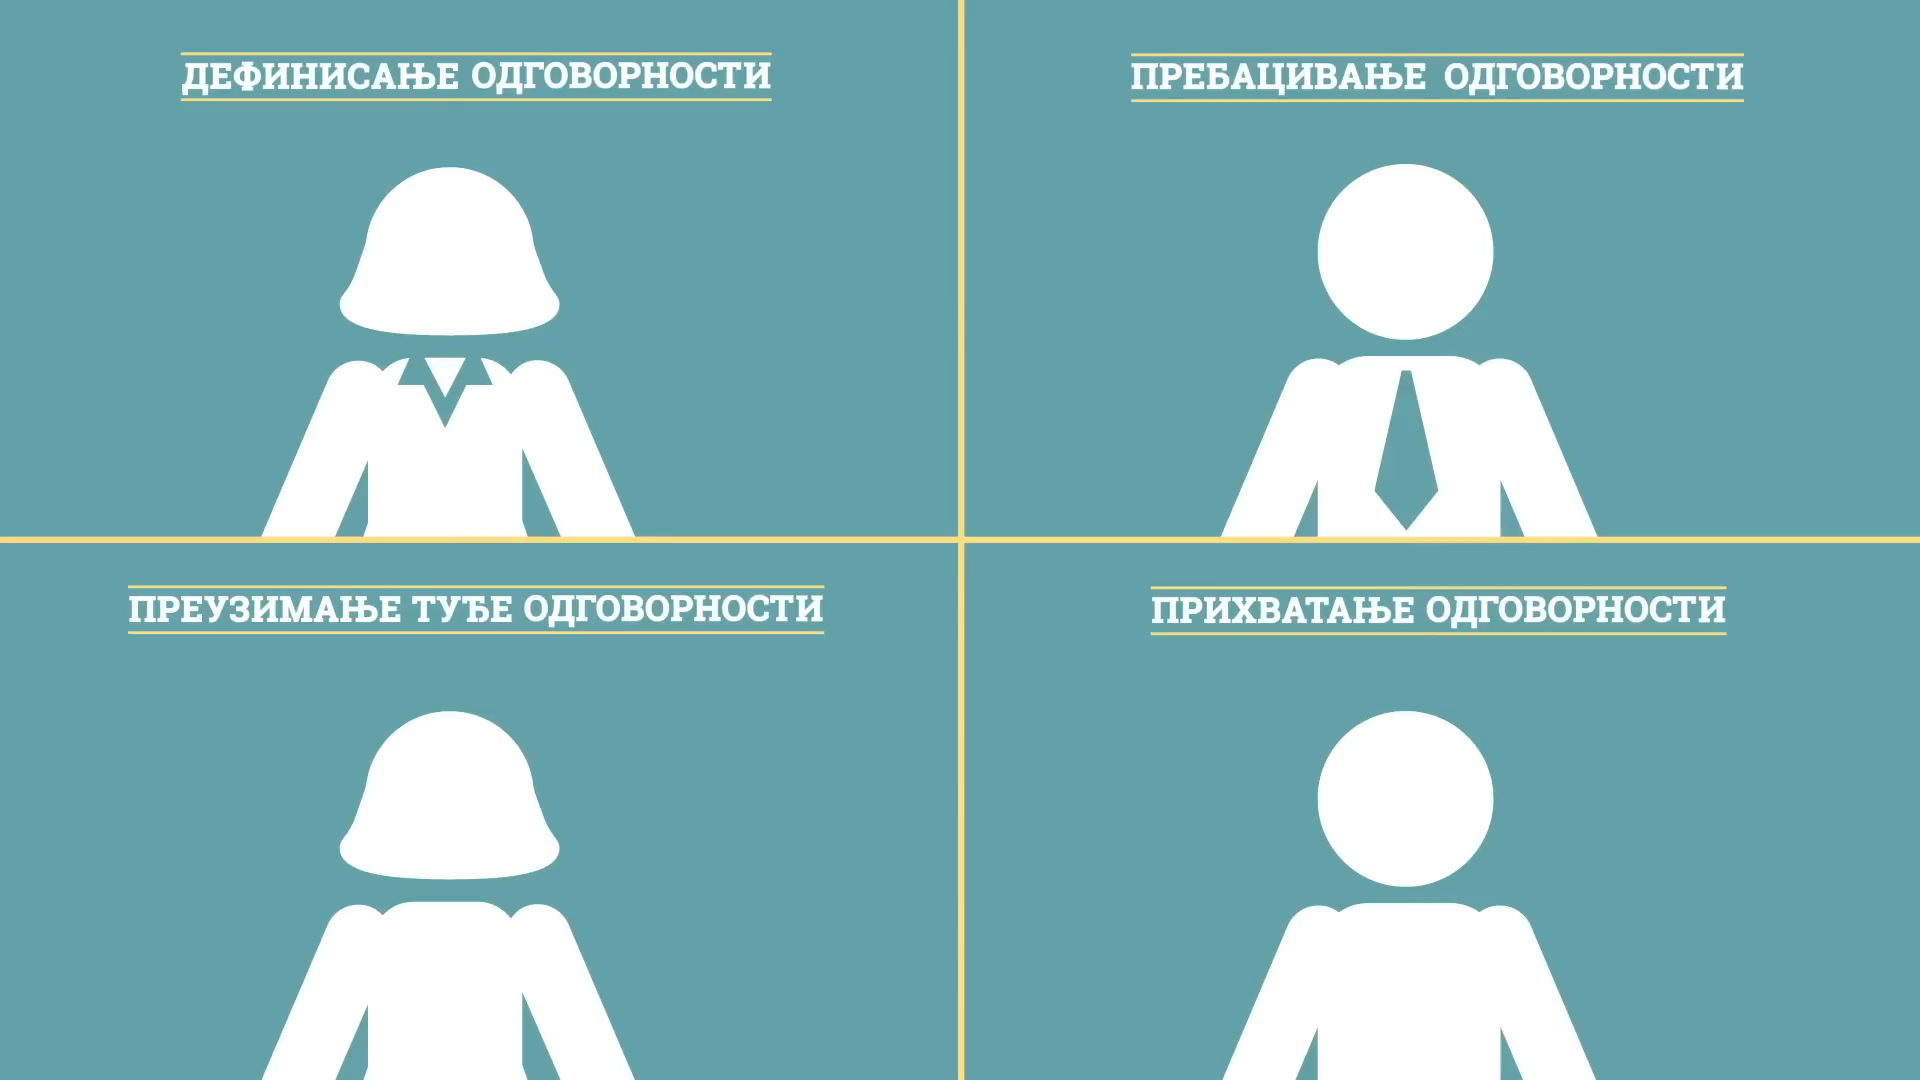 ДЕФИНИСАЊЕ ОДГОВОРНОСТИ
ПРЕБАЦИВАЊЕ ОДГОВОРНОСТИ
ПРЕУЗИМАЊЕ ТУЂЕ ОДГОВОРНОСТИ
ПРИХВАТАЊЕ ОДГОВОРНОСТИ